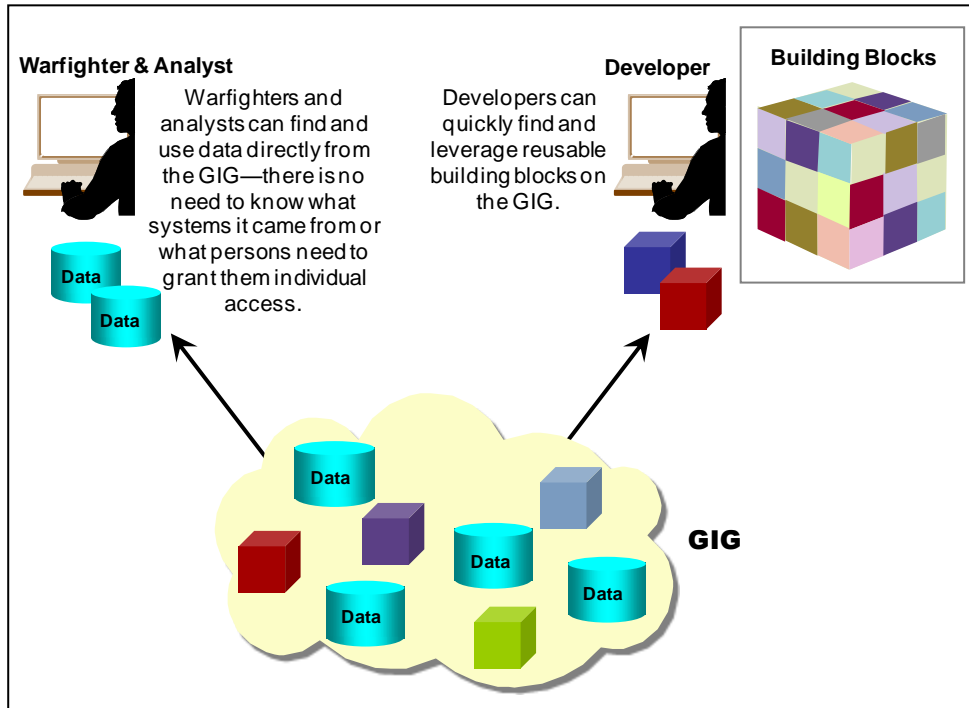 Warfighter & Analyst
Warfighters and
analysts can find and
use data directly from
the GIG—there is no
need to know what
systems it came from or
what persons need to
grant them individual
access.
Data
Data
Developer
Developers can
quickly find and
leverage reusable
building blocks on
the GIG.
Building Blocks
Data
Data
Data
Data
GIG